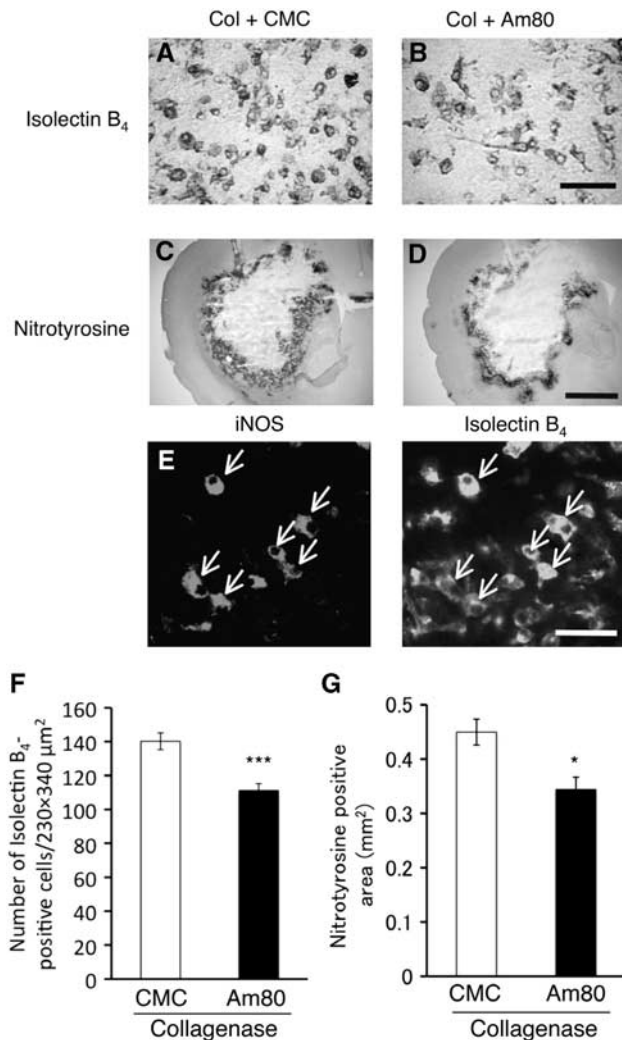 Col + CMC Col + Am80
A B
Isolectin B₄
C D
Nitrotyrosine
iNOS Isolectin B₄
E
F G
Number of Isolectin B₄-
positive cells/230×340 µm²
160
140
120
100
80
60
40
20
0
***
CMC Am80
Collagenase
Nitrotyrosine positive
area (mm²)
0.5
0.4
0.3
0.2
0.1
0
*
CMC Am80
Collagenase